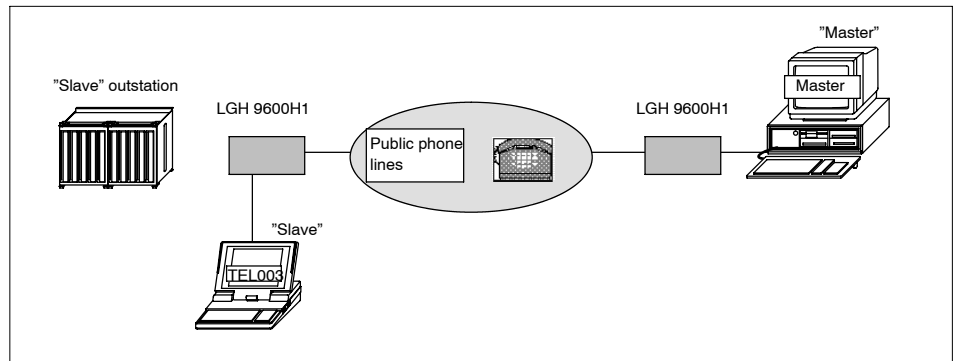 ”Master”
”Slave” outstation
Master
LGH 9600H1
LGH 9600H1
Public phone
lines
”Slave”
TEL003